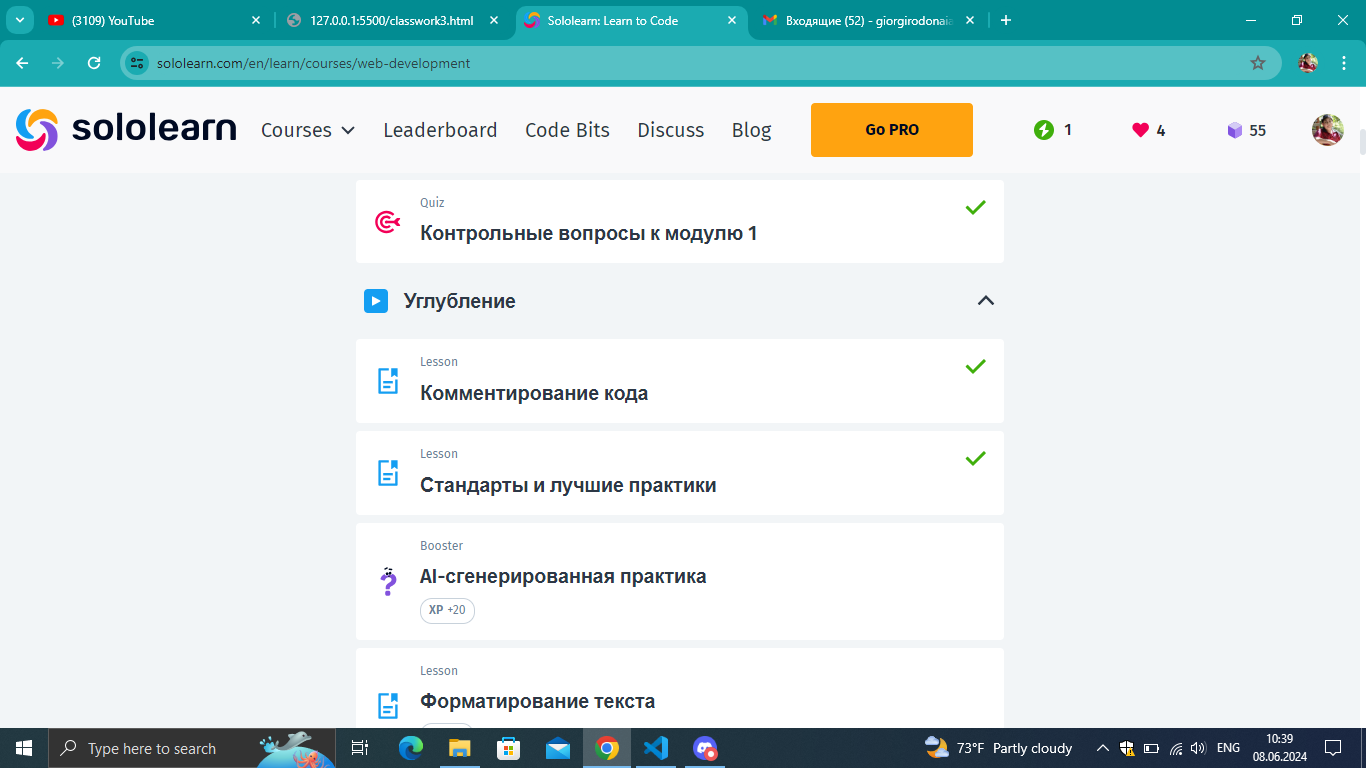 (3109) YouTube
127.0.0.1:5500/classwork3.html
Sololearn: Learn to Code
Входящие (52) - giorgirodonaia
sololearn.com/en/learn/courses/web-development
sololearn
Courses
Leaderboard
Code Bits
Discuss
Blog
Go PRO
1
4
55
Quiz
Контрольные вопросы к модулю 1
Углубление
Lesson
Комментирование кода
Lesson
Стандарты и лучшие практики
Booster
AI-сгенерированная практика
XP +20
Lesson
Форматирование текста
Type here to search
73°F Partly cloudy
ENG
10:39
08.06.2024